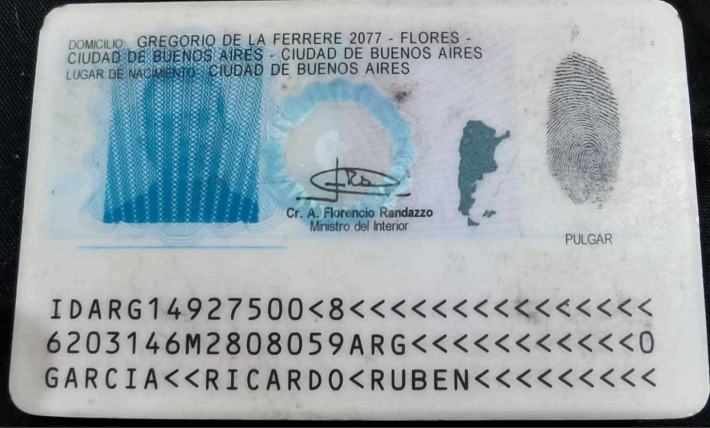 DOMICILIO: GREGORIO DE LA FERRERE 2077 - FLORES -
CIUDAD DE BUENOS AIRES - CIUDAD DE BUENOS AIRES
LUGAR DE NACIMIENTO: CIUDAD DE BUENOS AIRES
Cr. A. Florencio Randazzo
Ministro del Interior
PULGAR
IDARG14927500<8<<<<<<<<<<<<<<<
6203146M2808059ARG<<<<<<<<<<<0
GARCIA<<RICARDO<RUBEN<<<<<<<<<